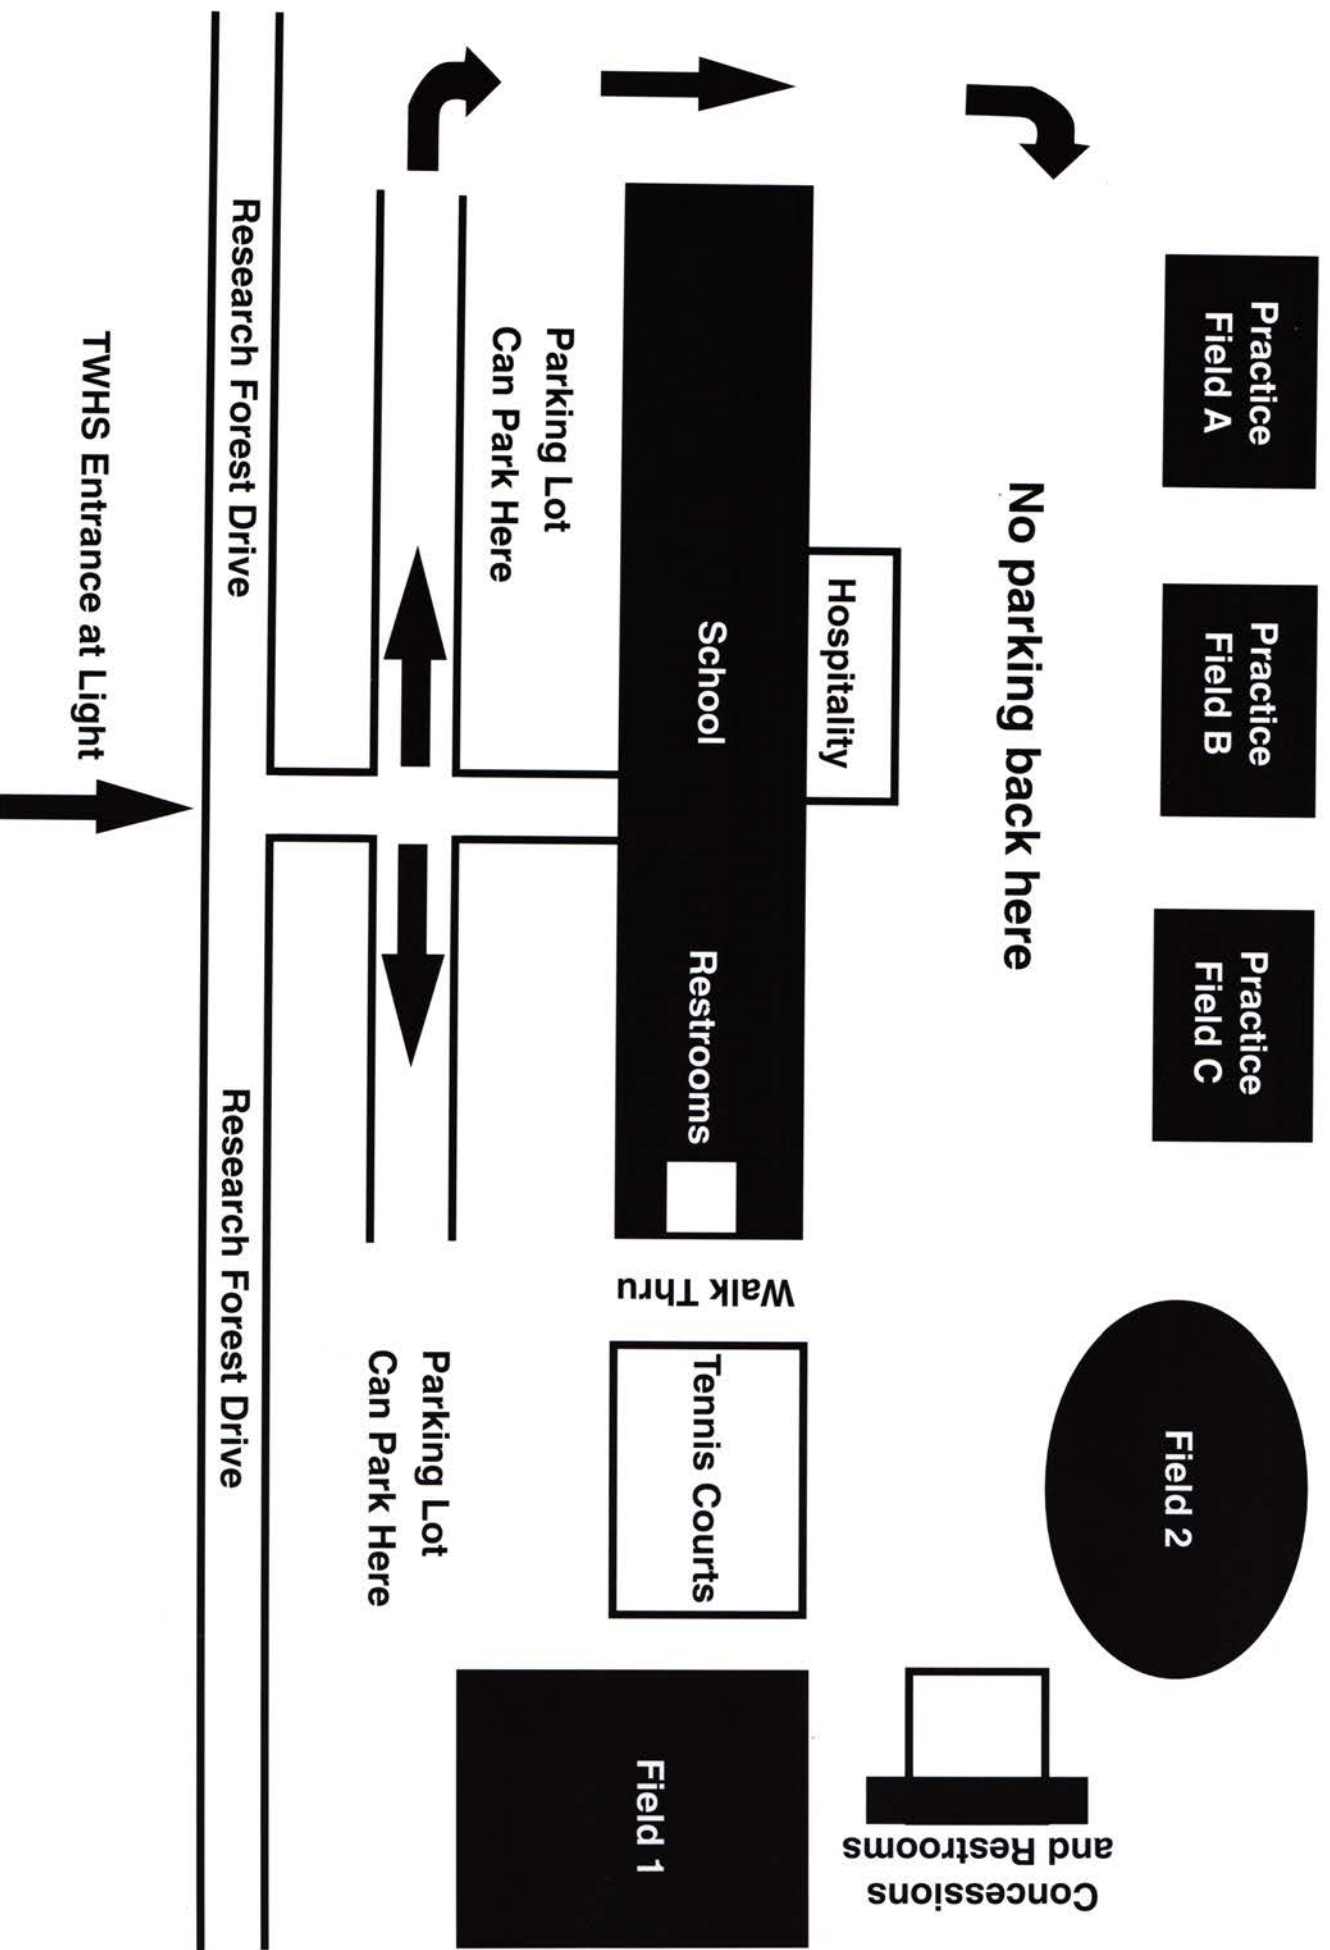 Practice
Field A
Practice
Field B
Practice
Field C
Field 2
No parking back here
Concessions
and Restrooms
Hospitality
School
Restrooms
Walk Thru
Tennis Courts
Field 1
Parking Lot
Can Park Here
Parking Lot
Can Park Here
Research Forest Drive
Research Forest Drive
TWHS Entrance at Light